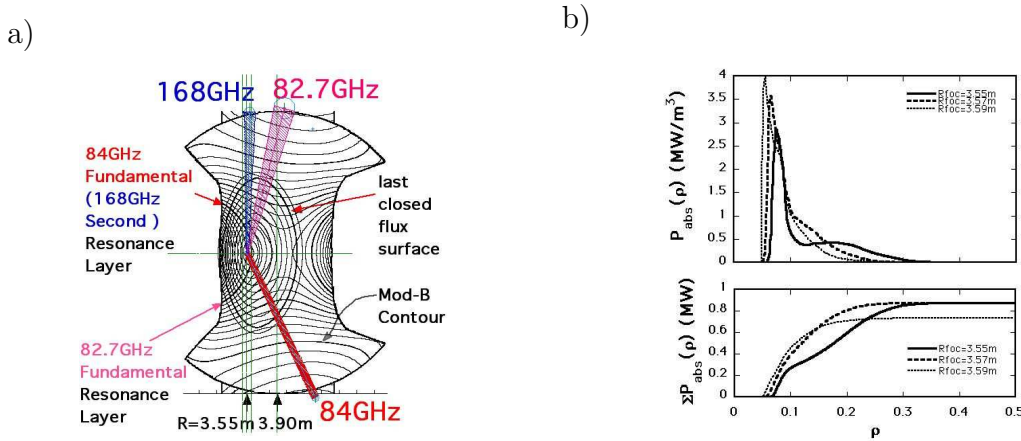 a)
168GHz
82.7GHz
84GHz
Fundamental
(168GHz
Second )
Resonance
Layer
last
closed
flux
surface
Mod-B
Contour
82.7GHz
Fundamental
Resonance
Layer
84GHz
R=3.55m 3.90m
b)
P abs (ρ) (MW/m³)
4
3.5
3
2.5
2
1.5
1
0.5
0
Rfoc=3.55m
Rfoc=3.57m
Rfoc=3.59m
ΣP abs (ρ) (MW)
1
0.8
0.6
0.4
0.2
0
Rfoc=3.55m
Rfoc=3.57m
Rfoc=3.59m
0 0.1 0.2 0.3 0.4 0.5
ρ